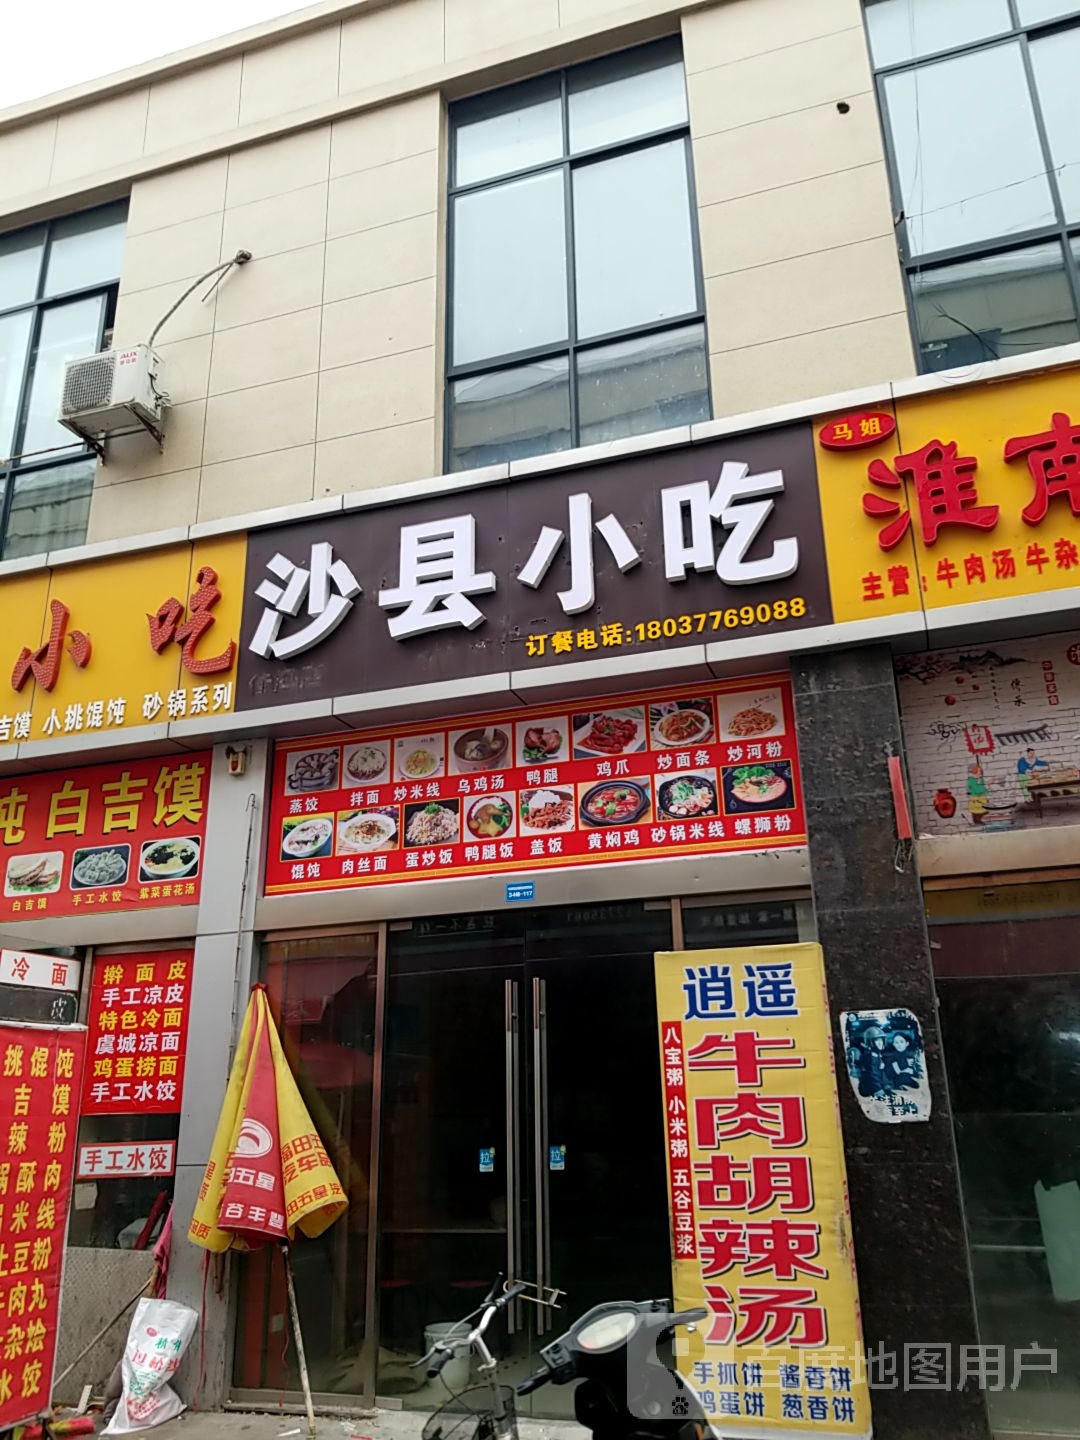 AUX
马姐
淮南
主营：牛肉汤 牛杂
沙县小吃
订餐电话:18037769088
小吃
吉馍 小挑馄饨 砂锅系列
饨 白吉馍
白吉馍 手工水饺 紫菜蛋花汤
蒸饺 拌面 炒米线 乌鸡汤 鸭腿 鸡爪 炒面条 炒河粉
馄饨 肉丝面 蛋炒饭 鸭腿饭 盖饭 黄焖鸡 砂锅米线 螺狮粉
34B-117
冷面
擀面皮
手工凉皮
特色冷面
虞城凉面
鸡蛋捞面
手工水饺
手工水饺
挑馄饨
吉馍
辣粉
锅酥肉
米线
土豆粉
牛肉丸
杂烩
水饺
拉
拉
逍遥
牛肉胡辣汤
八宝粥 小米粥 五谷豆浆
手抓饼 酱香饼
鸡蛋饼 葱香饼
百度地图用户